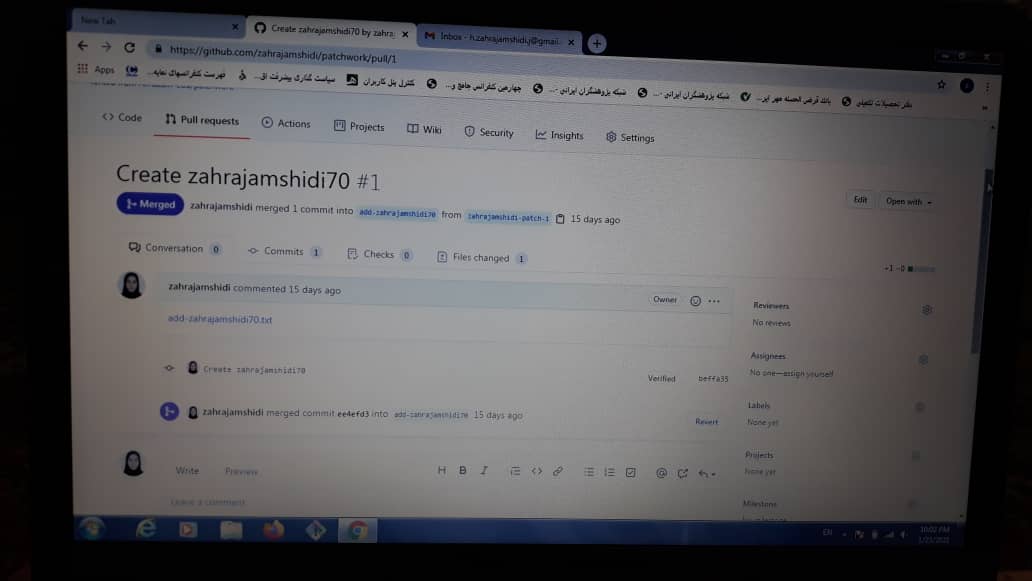 New Tab
Create zahrajamshidi70 by zahra
Inbox - h.zahrajamshidi.j@gmail.
https://github.com/zahrajamshidi/patchwork/pull/1
Apps
فهرست کنفرانسهای نمایه...
سیاست گذاری پیشرفت اق...
کنترل پنل کاربران
چهارمین کنفرانس جامع و...
شبکه پژوهشگران ایرانی -...
شبکه پژوهشگران ایرانی -...
بانک قرض الحسنه مهر ایر...
دفتر تحصیلات تکمیلی
Code
Pull requests
Actions
Projects
Wiki
Security
Insights
Settings
Create zahrajamshidi70 #1
Edit
Open with
Merged
zahrajamshidi merged 1 commit into add-zahrajamshidi70 from zahrajamshidi-patch-1 15 days ago
Conversation 0
Commits 1
Checks 0
Files changed 1
+1 −0
zahrajamshidi commented 15 days ago
Owner
add-zahrajamshidi70.txt
Create zahrajamshidi70
Verified
beffa35
zahrajamshidi merged commit ee4efd3 into add-zahrajamshidi70 15 days ago
Revert
Write
Preview
H B I
Leave a comment
Reviewers
No reviews
Assignees
No one—assign yourself
Labels
None yet
Projects
None yet
Milestone
EN
10:02 PM